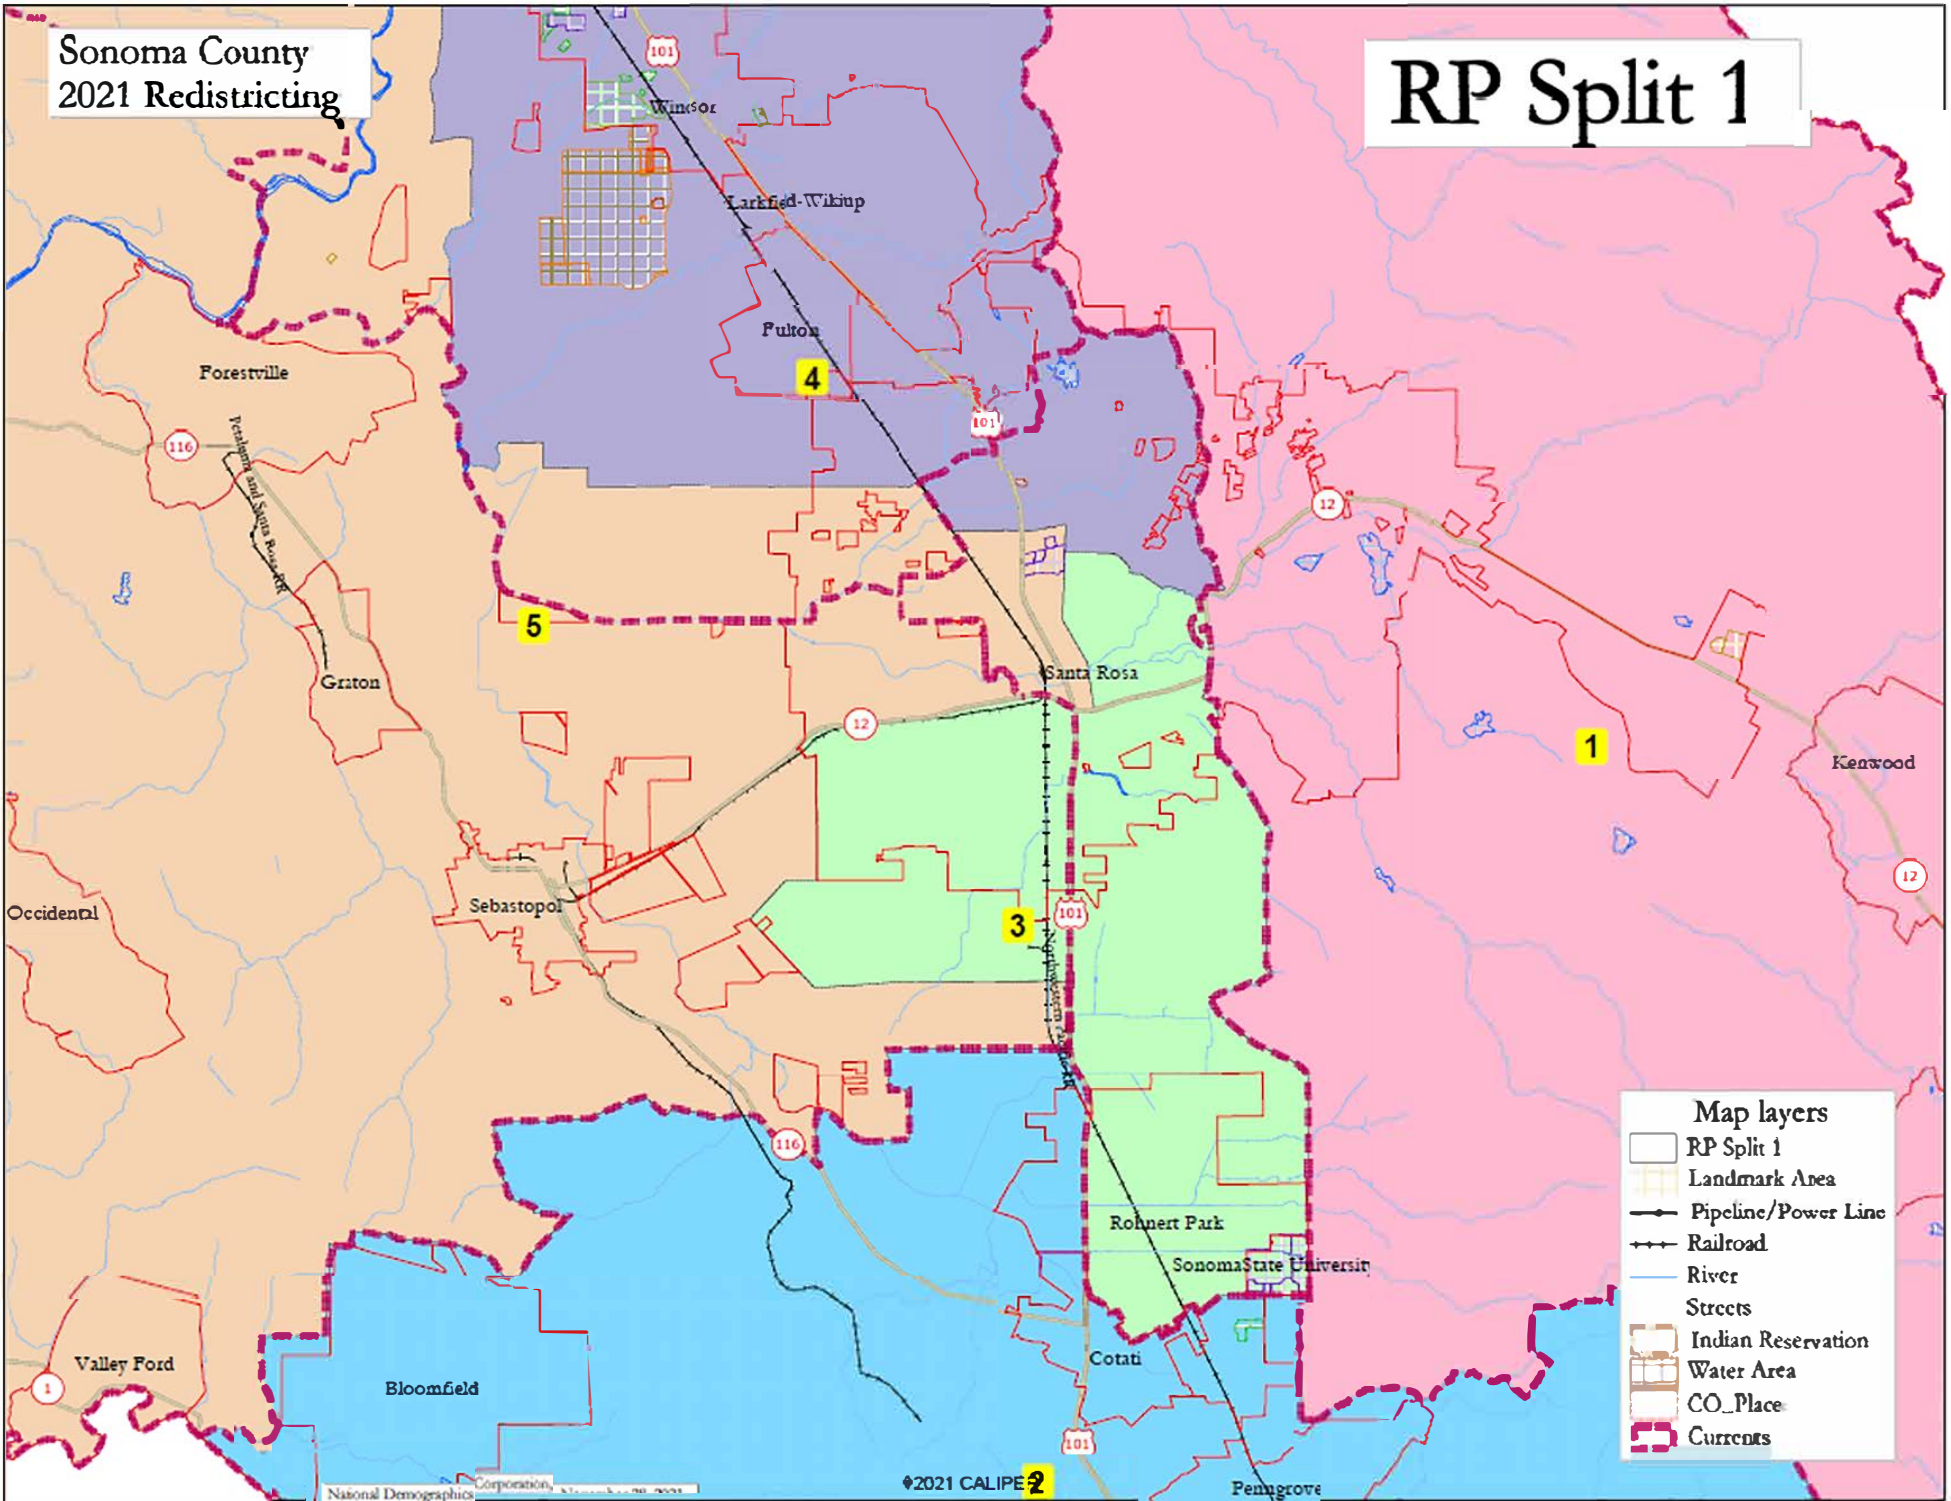 Sonoma County
2021 Redistricting
RP Split 1
101
Windsor
Larkfield-Wikiup
Fulton
4
101
Forestville
116
Petaluma and Santa Rosa RR
12
5
Graton
Santa Rosa
12
1
Kenwood
12
Sebastopol
Occidental
3
101
116
Rohnert Park
Sonoma State University
Valley Ford
1
Bloomfield
Cotati
101
2
Penngrove
©2021 CALIPER
National Demographics Corporation,
Map layers
RP Split 1
Landmark Area
Pipeline/Power Line
Railroad
River
Streets
Indian Reservation
Water Area
CO_Place
Currents